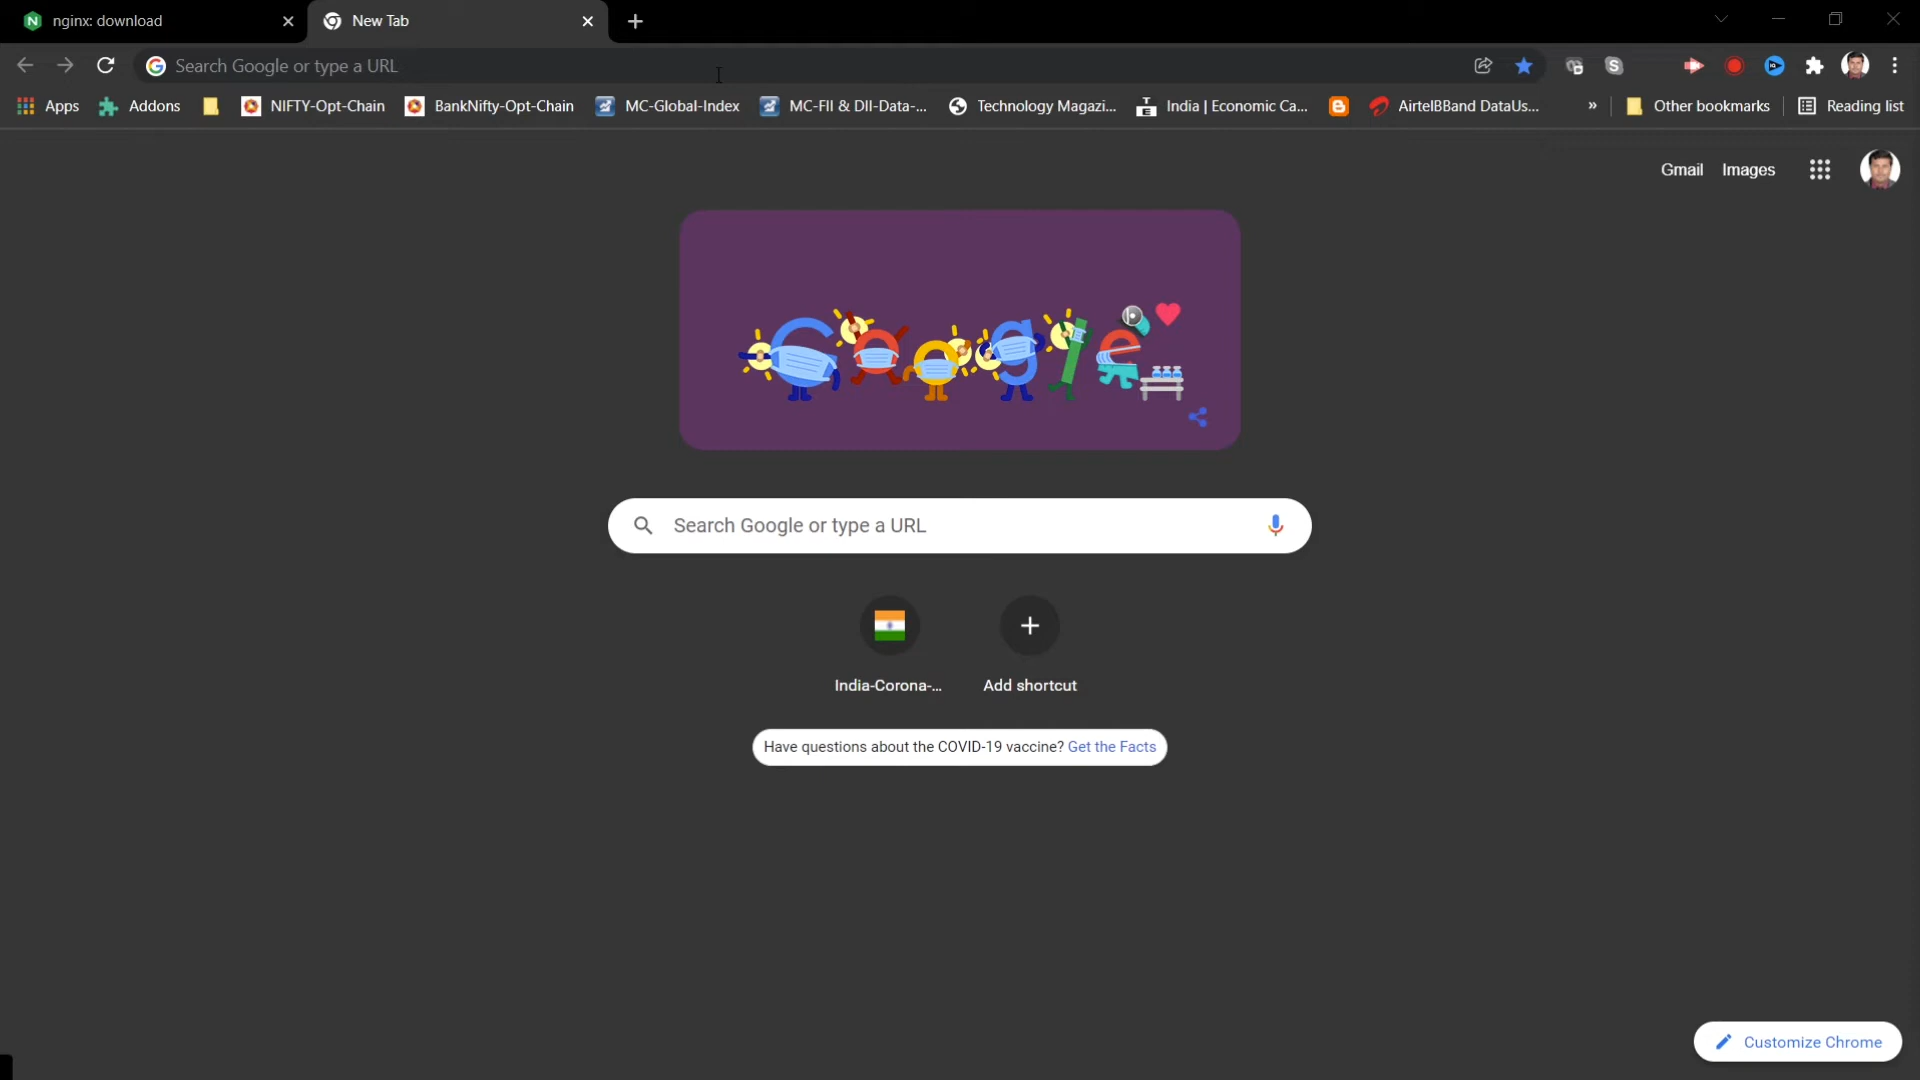 nginx: download
New Tab
Search Google or type a URL
Apps
Addons
NIFTY-Opt-Chain
BankNifty-Opt-Chain
MC-Global-Index
MC-FII & DII-Data-...
Technology Magazi...
India | Economic Ca...
AirtelBBand DataUs...
»
Other bookmarks
Reading list
Gmail
Images
Google
Search Google or type a URL
India-Corona-...
Add shortcut
Have questions about the COVID-19 vaccine? Get the Facts
Customize Chrome